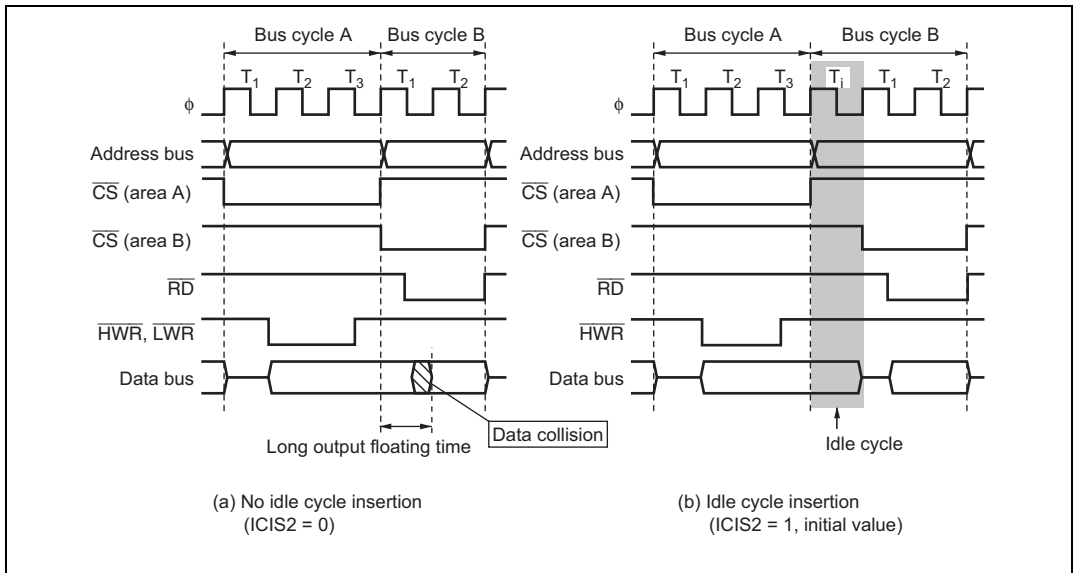 Bus cycle A
Bus cycle B
T1 T2 T3 T1 T2
φ
Address bus
CS (area A)
CS (area B)
RD
HWR, LWR
Data bus
Long output floating time
Data collision
(a) No idle cycle insertion
(ICIS2 = 0)
Bus cycle A
Bus cycle B
T1 T2 T3 Ti T1 T2
φ
Address bus
CS (area A)
CS (area B)
RD
HWR
Data bus
Idle cycle
(b) Idle cycle insertion
(ICIS2 = 1, initial value)